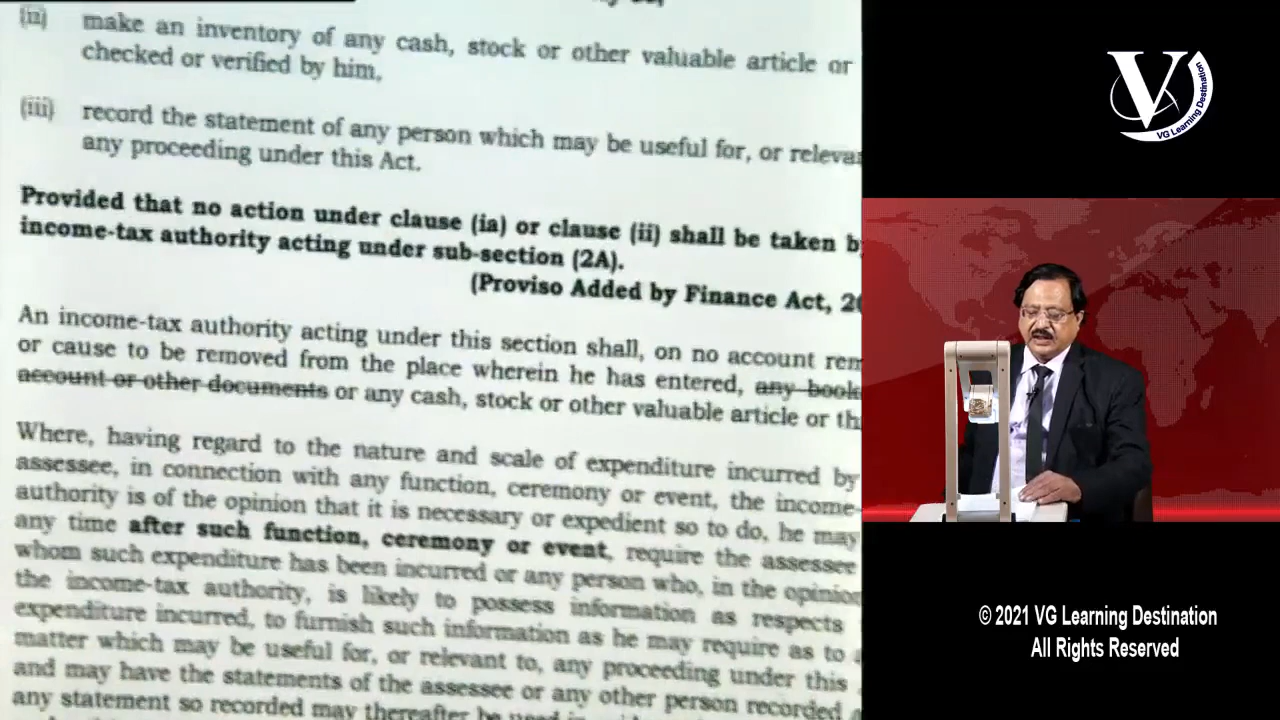 (ii) make an inventory of any cash, stock or other valuable article or
checked or verified by him,
(iii) record the statement of any person which may be useful for, or
any proceeding under this Act.
Provided that no action under clause (ia) or clause (ii) shall be taken
income-tax authority acting under sub-section (2A).
(Proviso Added by Finance Act,
An income-tax authority acting under this section shall, on no account
or cause to be removed from the place wherein he has entered, any book
account or other documents or any cash, stock or other valuable article or
Where, having regard to the nature and scale of expenditure incurred by
assessee, in connection with any function, ceremony or event, the income-
authority is of the opinion that it is necessary or expedient so to do, he may
any time after such function, ceremony or event, require the assessee
whom such expenditure has been incurred or any person who, in the
the income-tax authority, is likely to possess information as respects
expenditure incurred, to furnish such information as he may require as to
matter which may be useful for, or relevant to, any proceeding under this
and may have the statements of the assessee or any other person recorded
any statement so recorded may thereafter be
V
VG Learning Destination
© 2021 VG Learning Destination
All Rights Reserved